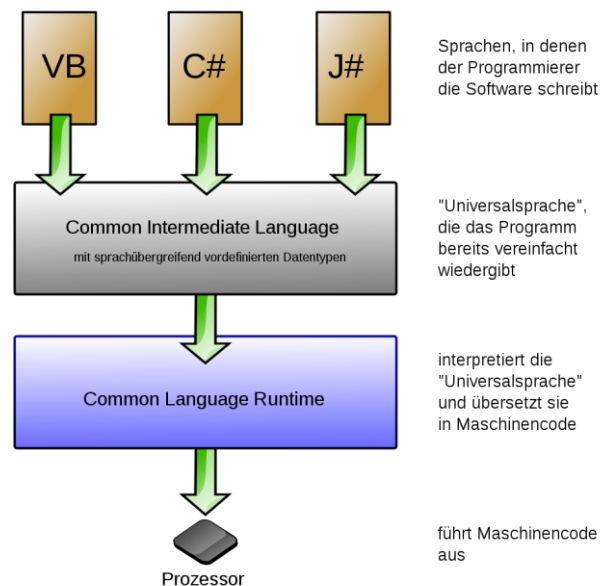 VB
C#
J#
Sprachen, in denen
der Programmierer
die Software schreibt
Common Intermediate Language
mit sprachübergreifend vordefinierten Datentypen
"Universalsprache",
die das Programm
bereits vereinfacht
wiedergibt
Common Language Runtime
interpretiert die
"Universalsprache"
und übersetzt sie
in Maschinencode
Prozessor
führt Maschinencode
aus